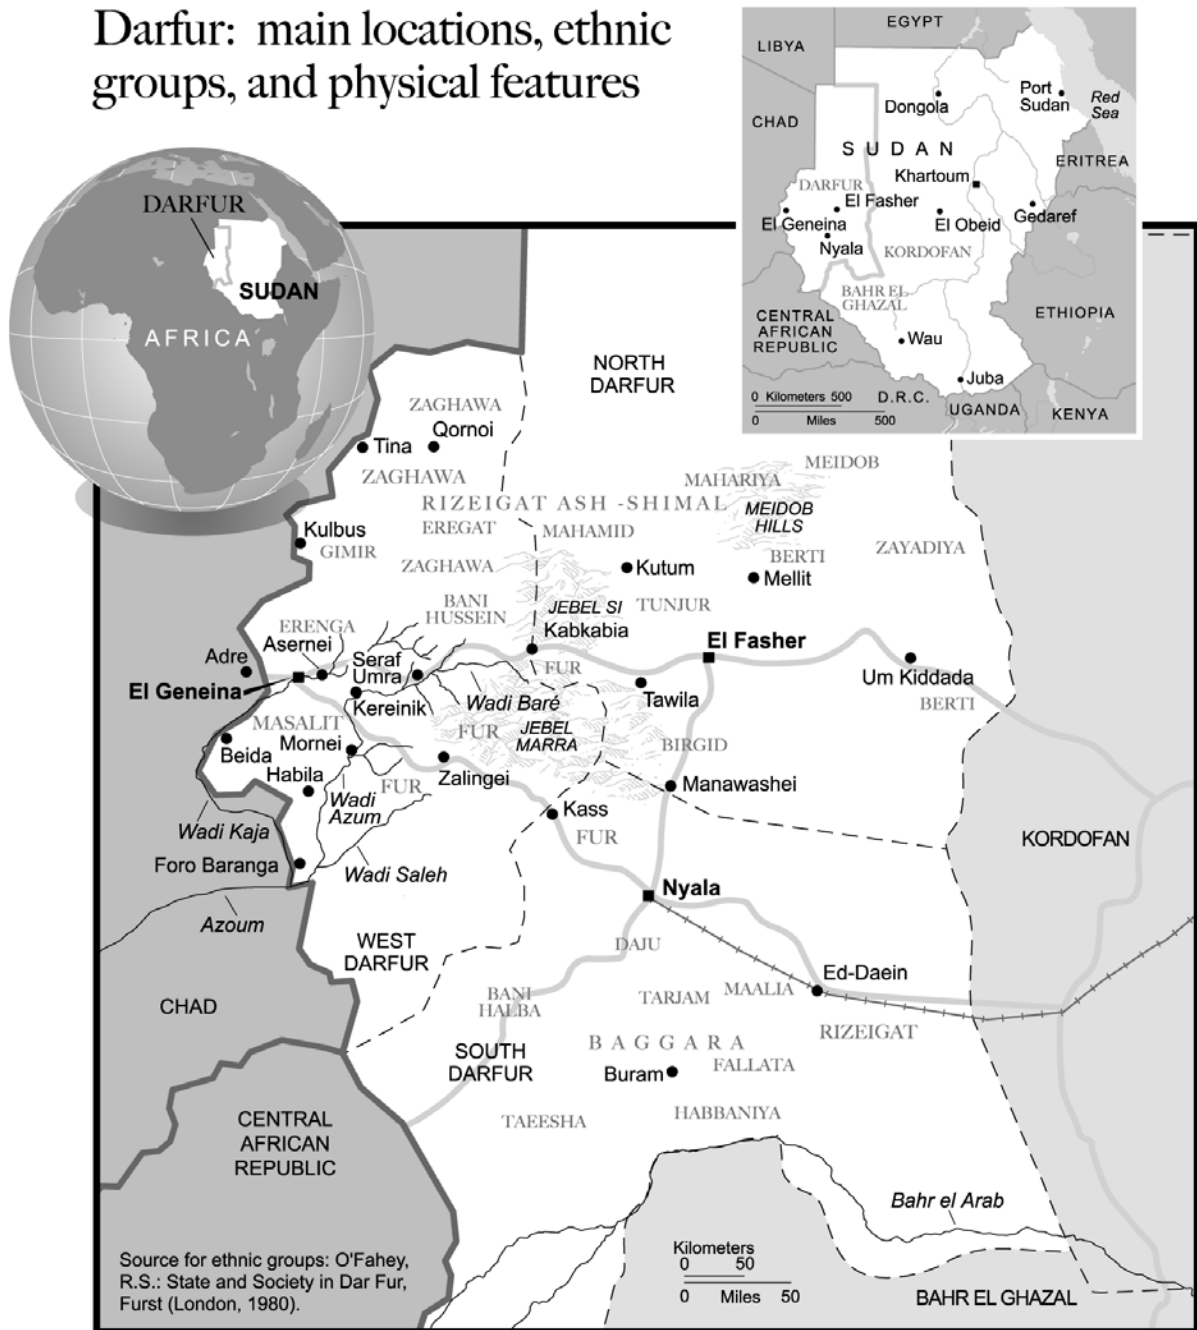 Darfur: main locations, ethnic
groups, and physical features
DARFUR
SUDAN
AFRICA
EGYPT
LIBYA
Dongola
Port
Sudan
Red
Sea
CHAD
SUDAN
ERITREA
Khartoum
DARFUR
El Fasher
El Geneina
El Obeid
Gedaref
Nyala
KORDOFAN
BAHR EL
GHAZAL
CENTRAL
AFRICAN
REPUBLIC
ETHIOPIA
Wau
Juba
0 Kilometers 500
D.R.C.
0 Miles 500
UGANDA
KENYA
NORTH
DARFUR
ZAGHAWA
Qornoi
Tina
ZAGHAWA
MEIDOB
MAHARIYA
RIZEIGAT ASH -SHIMAL
MEIDOB
HILLS
Kulbus
GIMIR
EREGAT
MAHAMID
ZAYADIYA
BERTI
ZAGHAWA
Kutum
Mellit
BANI
HUSSEIN
JEBEL SI
TUNJUR
Kabkabia
ERENGA
Asernei
El Fasher
Adre
Seraf
Umra
FUR
Um Kiddada
El Geneina
Kereinik
Wadi Baré
Tawila
BERTI
MASALIT
FUR
JEBEL
MARRA
BIRGID
Beida
Mornei
Habila
FUR
Zalingei
Manawashei
Wadi
Azum
Kass
Wadi Kaja
FUR
KORDOFAN
Foro Baranga
Wadi Saleh
Nyala
Azoum
WEST
DARFUR
DAJU
Ed-Daein
BANI
HALBA
TARJAM
MAALIA
CHAD
RIZEIGAT
BAGGARA
SOUTH
DARFUR
FALLATA
Buram
CENTRAL
AFRICAN
REPUBLIC
TAEESHA
HABBANIYA
Bahr el Arab
Source for ethnic groups: O'Fahey,
R.S.: State and Society in Dar Fur,
Furst (London, 1980).
Kilometers
0 50
0 Miles 50
BAHR EL GHAZAL